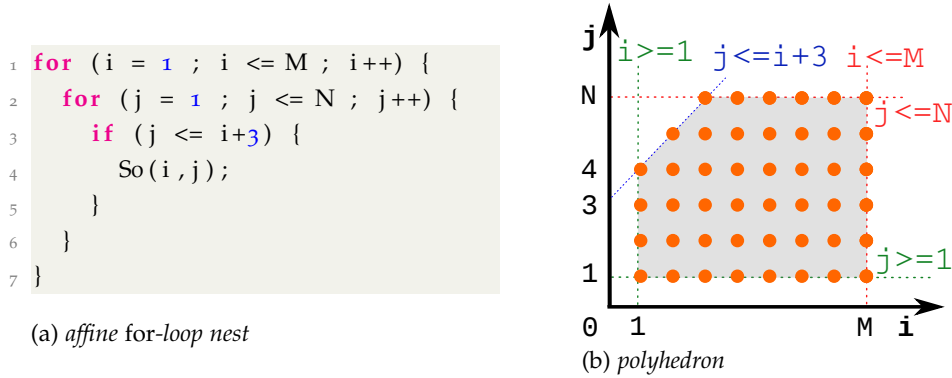 1 for (i = 1 ; i <= M ; i++) {
2 for (j = 1 ; j <= N ; j++) {
3 if (j <= i+3) {
4 S0(i,j);
5 }
6 }
7 }
(a) affine for-loop nest
j
i>=1
j<=i+3
i<=M
N
j<=N
4
3
1
j>=1
0
1
M
i
(b) polyhedron